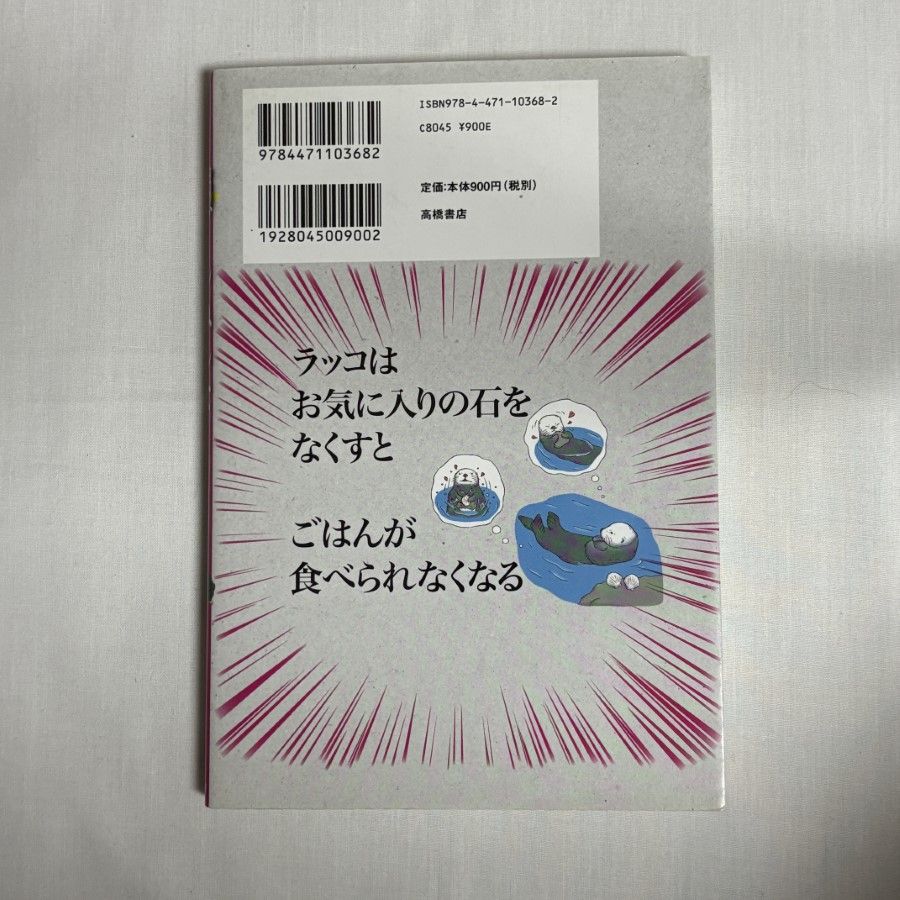 ISBN978-4-471-10368-2
C8045 ¥900E
9784471103682
定価:本体900円(税別)
高橋書店
1928045009002
ラッコは
お気に入りの石を
なくすと
ごはんが
食べられなくなる